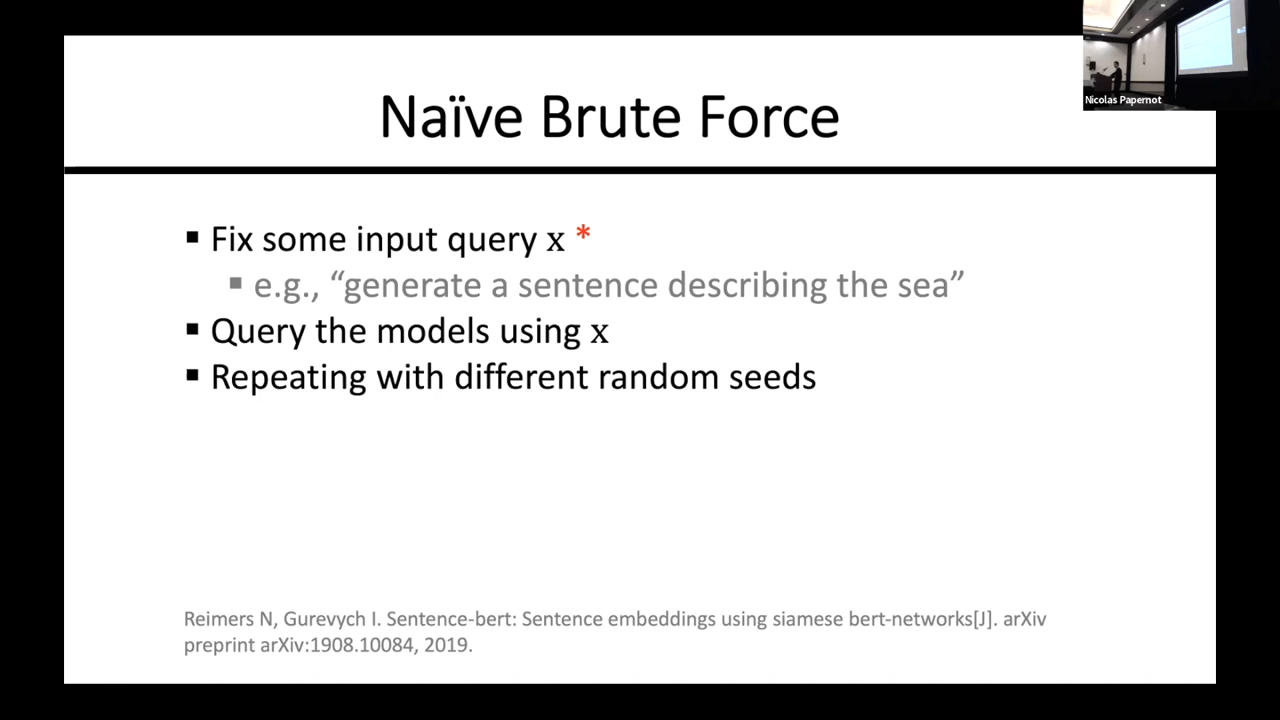 Nicolas Papernot
Naïve Brute Force
▪ Fix some input query x *
▪ e.g., “generate a sentence describing the sea”
▪ Query the models using x
▪ Repeating with different random seeds
Reimers N, Gurevych I. Sentence-bert: Sentence embeddings using siamese bert-networks[J]. arXiv
preprint arXiv:1908.10084, 2019.